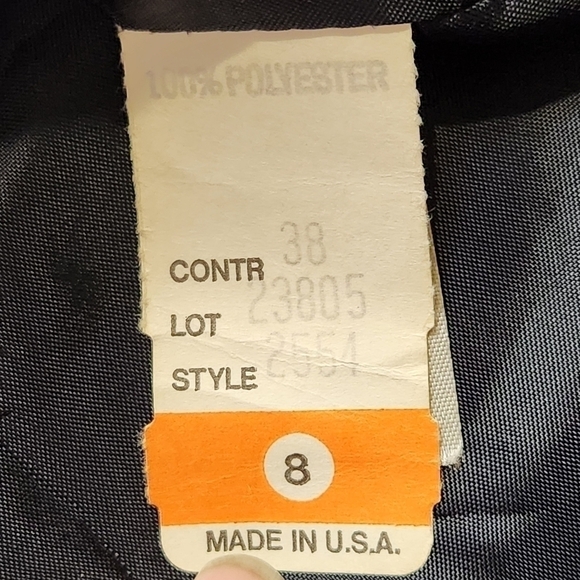 100% POLYESTER
CONTR 38
LOT 23805
STYLE 2554
8
MADE IN U.S.A.